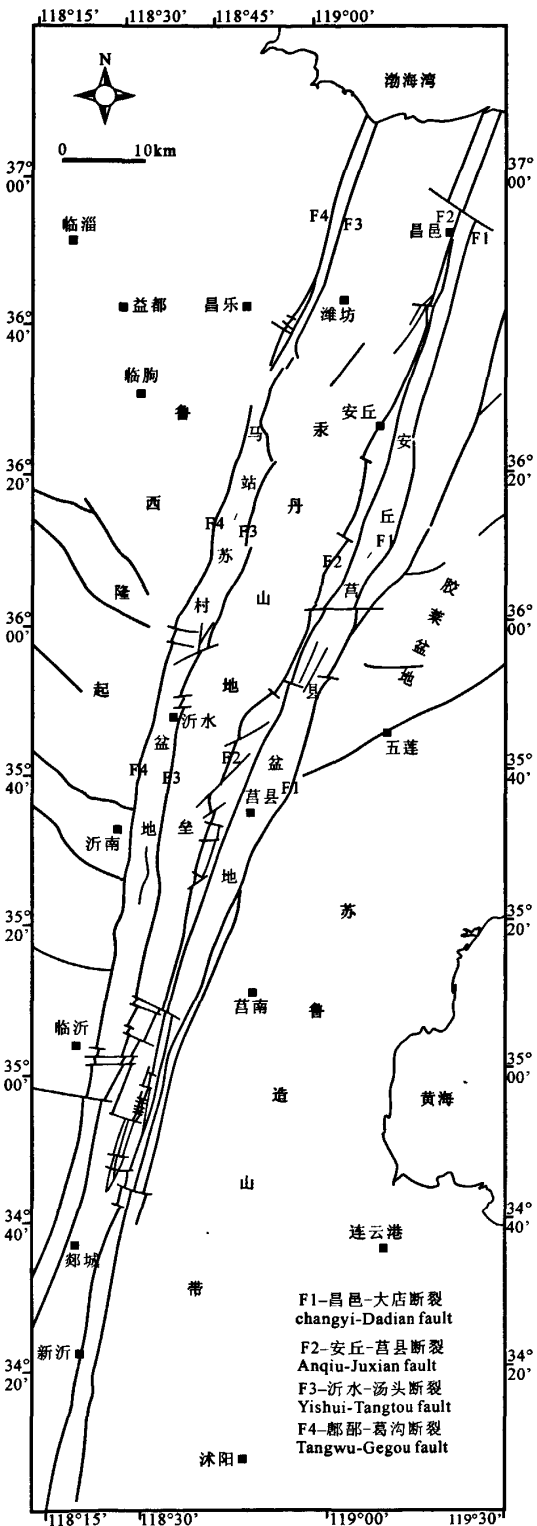 118°15' 118°30' 118°45' 119°00'
渤海湾
N
0 10km
37°
00'
37°
00'
F4
F3
F2
F1
临淄
昌邑
益都
昌乐
潍坊
36°
40'
36°
40'
临朐
鲁
西
隆
起
马
站
苏
村
盆
地
汞
丹
山
地
垒
安丘
安
丘
莒
县
盆
地
36°
20'
36°
20'
F4
F3
F2
F1
胶
莱
盆
地
36°
00'
36°
00'
沂水
五莲
F4
F3
F2
F1
35°
40'
35°
40'
莒县
沂南
苏
鲁
造
山
带
35°
20'
35°
20'
莒南
临沂
35°
00'
35°
00'
黄海
34°
40'
34°
40'
连云港
郯城
F1–昌邑–大店断裂
changyi-Dadian fault
F2–安丘–莒县断裂
Anqiu-Juxian fault
F3–沂水–汤头断裂
Yishui-Tangtou fault
F4–鄌郚–葛沟断裂
Tangwu-Gegou fault
新沂
34°
20'
34°
20'
沭阳
118°15' 118°30' 119°00' 119°30'